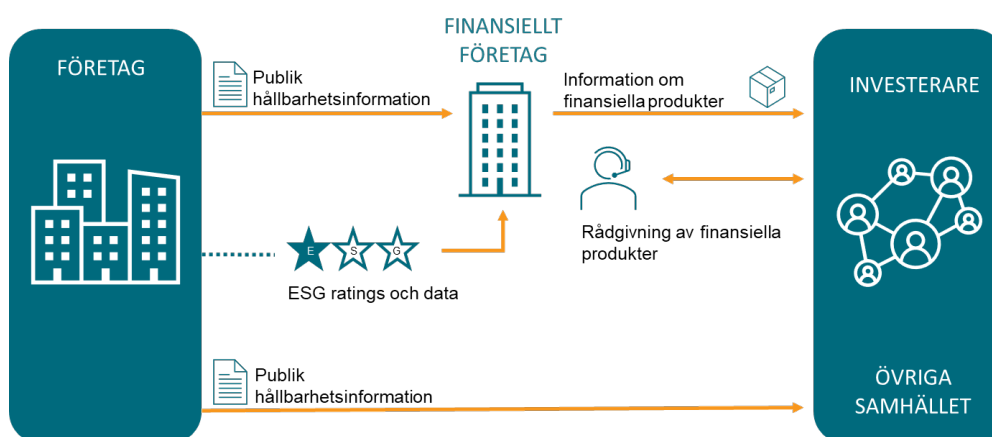 FÖRETAG
Publik
hållbarhetsinformation
FINANSIELLT
FÖRETAG
Information om
finansiella produkter
INVESTERARE
Rådgivning av finansiella
produkter
E S G
ESG ratings och data
Publik
hållbarhetsinformation
ÖVRIGA
SAMHÄLLET